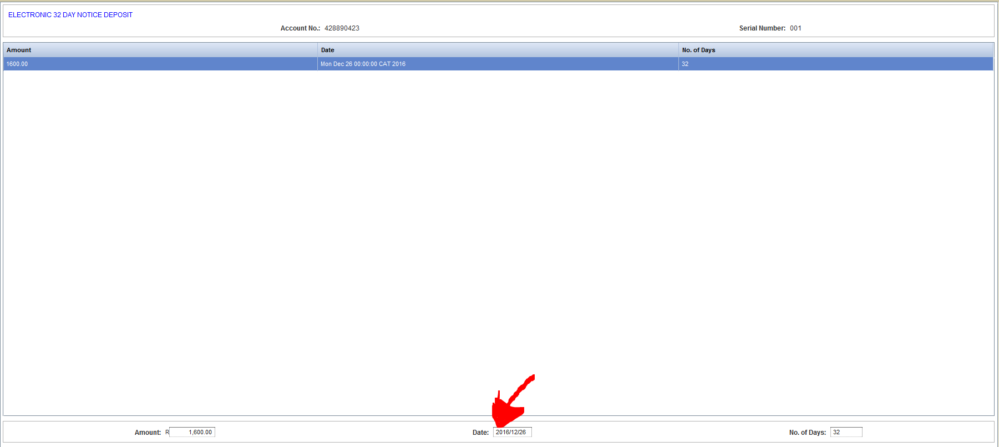 ELECTRONIC 32 DAY NOTICE DEPOSIT
Account No.: 428890423 Serial Number: 001
Amount Date No. of Days
1600.00 Mon Dec 26 00:00:00 CAT 2016 32
Amount: R 1,600.00 Date: 2016/12/26 No. of Days: 32